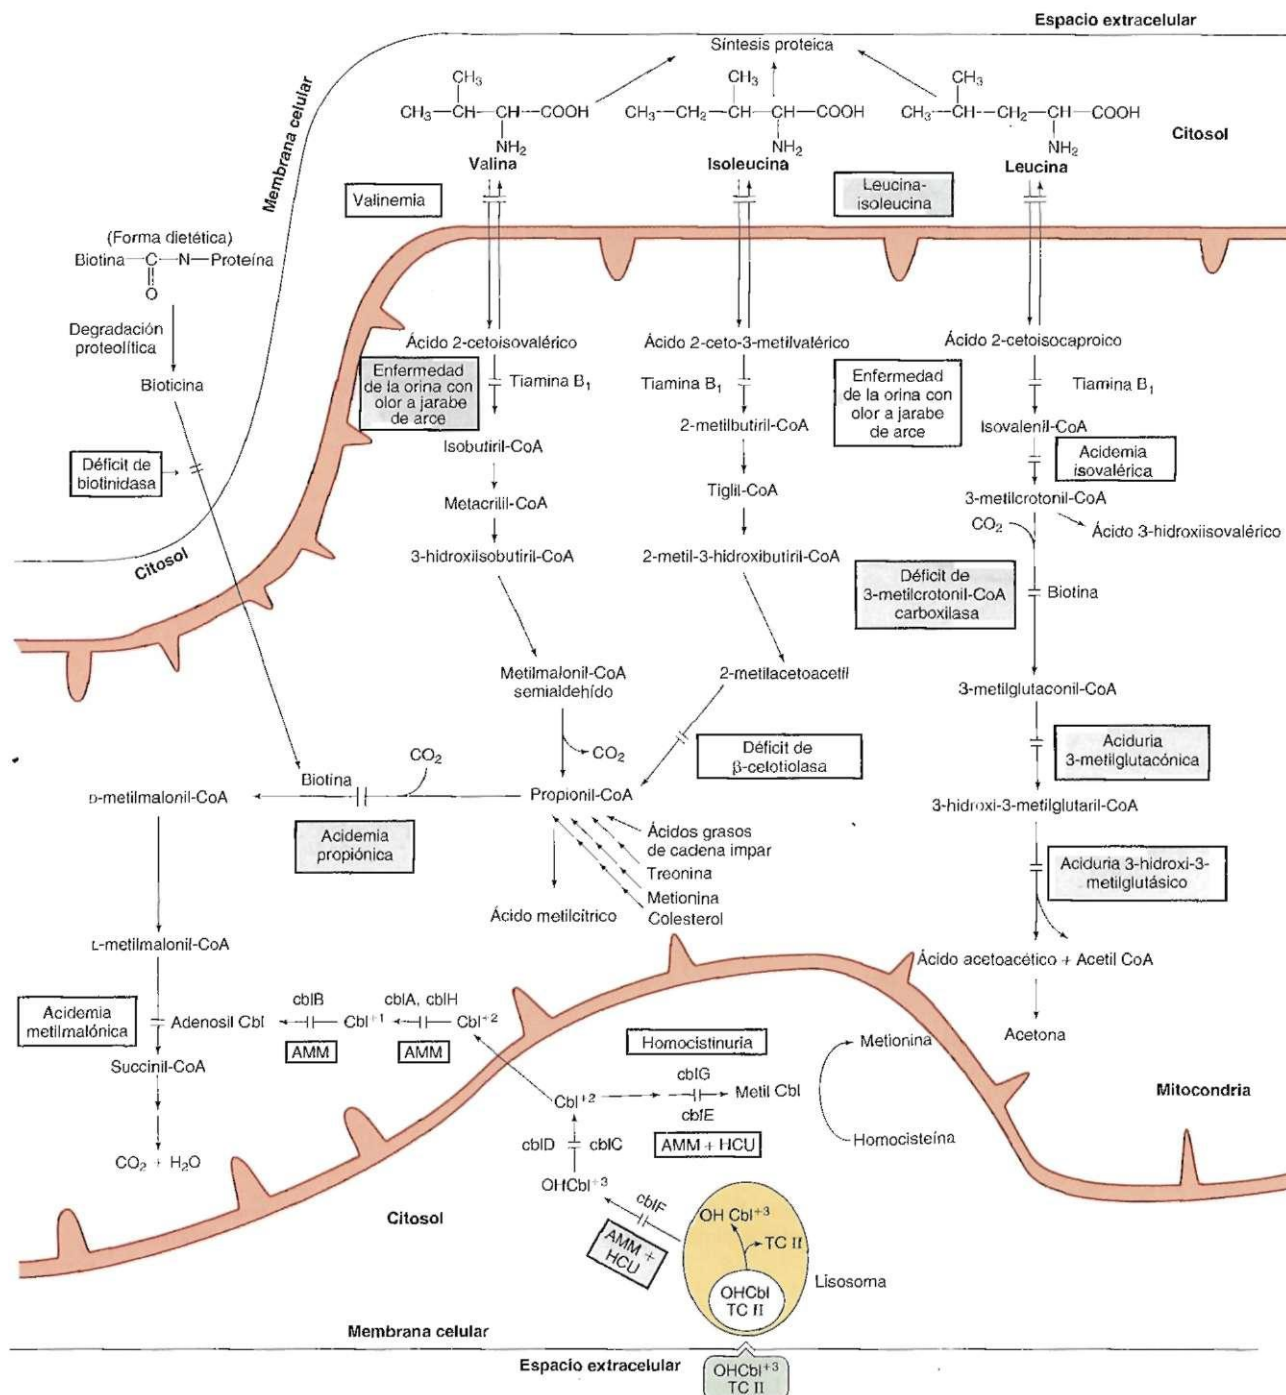 Espacio extracelular
Síntesis proteica
Membrana celular
CH3
CH3—CH—CH—COOH
NH2
Valina
CH3
CH3—CH2—CH—CH—COOH
NH2
Isoleucina
CH3
CH3—CH—CH2—CH—COOH
NH2
Leucina
Citosol
Valinemia
Leucina-
isoleucina
(Forma dietética)
Biotina—C—N—Proteína
O
Degradación
proteolítica
Bioticina
Déficit de
biotinidasa
Citosol
Ácido 2-cetoisovalérico
Enfermedad
de la orina con
olor a jarabe
de arce
Tiamina B1
Isobutiril-CoA
Metacrilil-CoA
3-hidroxiisobutiril-CoA
Metilmalonil-CoA
semialdehído
CO2
Ácido 2-ceto-3-metilvalérico
Tiamina B1
Enfermedad
de la orina con
olor a jarabe
de arce
2-metilbutiril-CoA
Tiglil-CoA
2-metil-3-hidroxibutiril-CoA
2-metilacetoacetil
Déficit de
β-celotiolasa
Ácido 2-cetoisocaproico
Tiamina B1
Isovalenil-CoA
Acidemia
isovalérica
3-metilcrotonil-CoA
CO2
Ácido 3-hidroxiisovalérico
Déficit de
3-metilcrotonil-CoA
carboxilasa
Biotina
3-metilglutaconil-CoA
Aciduria
3-metilglutacónica
3-hidroxi-3-metilglutaril-CoA
Aciduria 3-hidroxi-3-
metilglutásico
Ácido acetoacético + Acetil CoA
Acetona
Biotina
CO2
D-metilmalonil-CoA
Propionil-CoA
Acidemia
propiónica
Ácidos grasos
de cadena impar
Treonina
Metionina
Colesterol
Ácido metilcítrico
L-metilmalonil-CoA
Acidemia
metilmalónica
Adenosil Cbl
cblB
Cbl+1
cblA, cblH
Cbl+2
AMM
AMM
Succinil-CoA
CO2 + H2O
Homocistinuria
Cbl+2
cblG
cblE
Metil Cbl
AMM + HCU
Metionina
Homocisteína
Mitocondria
cblD
cblC
OHCbl+3
cblF
AMM +
HCU
Citosol
OH Cbl+3
TC II
OHCbl
TC II
Lisosoma
Membrana celular
Espacio extracelular
OHCbl+3
TC II